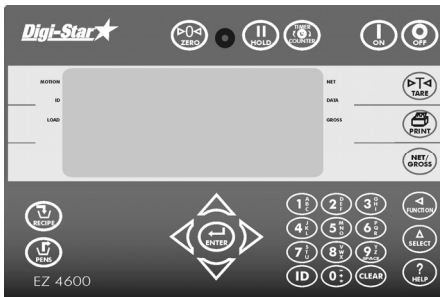 Digi-Star
ZERO
HOLD
TIMER
COUNTER
ON
OFF
MOTION
ID
LOAD
NET
DATA
GROSS
TARE
PRINT
NET/
GROSS
RECIPE
PENS
ENTER
1 A B C
2 D E F
3 G H I
FUNCTION
4 J K L
5 M N O
6 P Q R
SELECT
7 S T U
8 V W X
9 Y Z SPACE
ID
0
CLEAR
?
HELP
EZ 4600